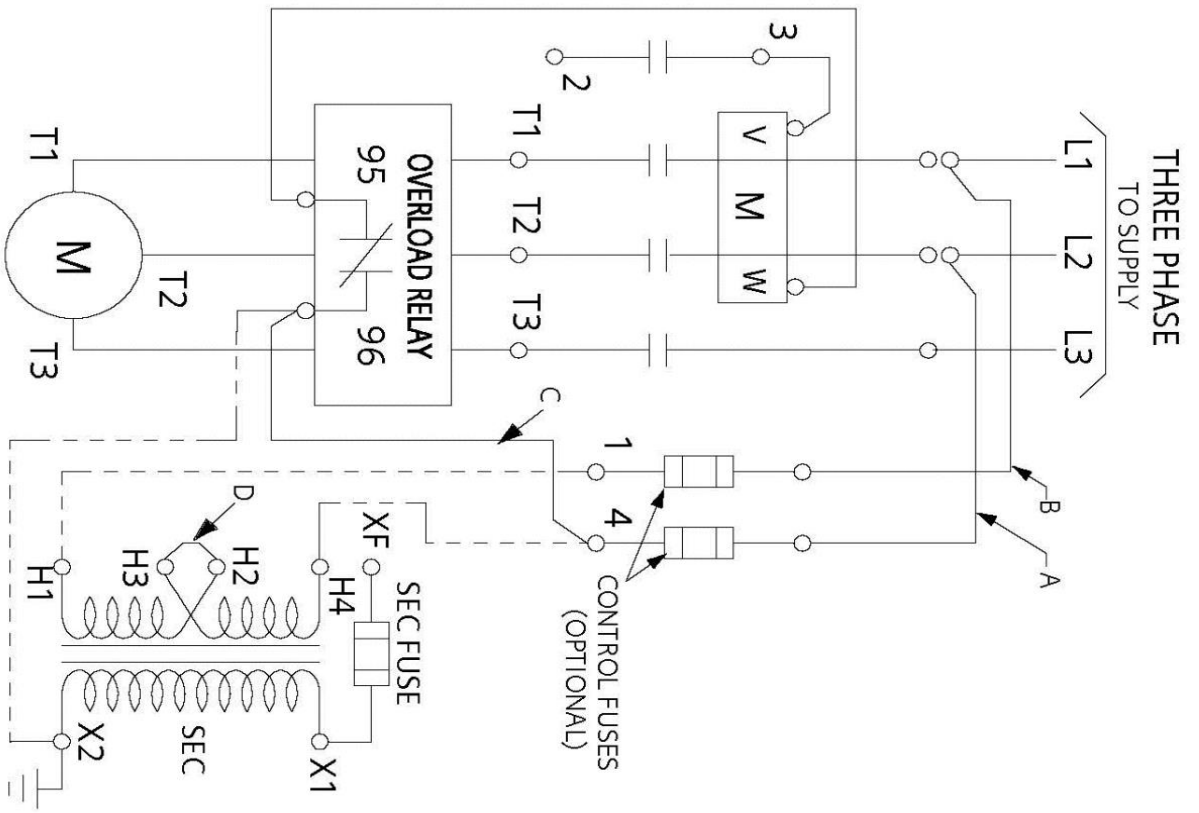 THREE PHASE
TO SUPPLY
L1
L2
L3
B
A
3
2
V
M
W
1
4
CONTROL FUSES
(OPTIONAL)
T1
T2
T3
C
OVERLOAD RELAY
95
96
SEC FUSE
XF
H4
H2
H3
H1
D
X1
SEC
X2
T1
T2
T3
M